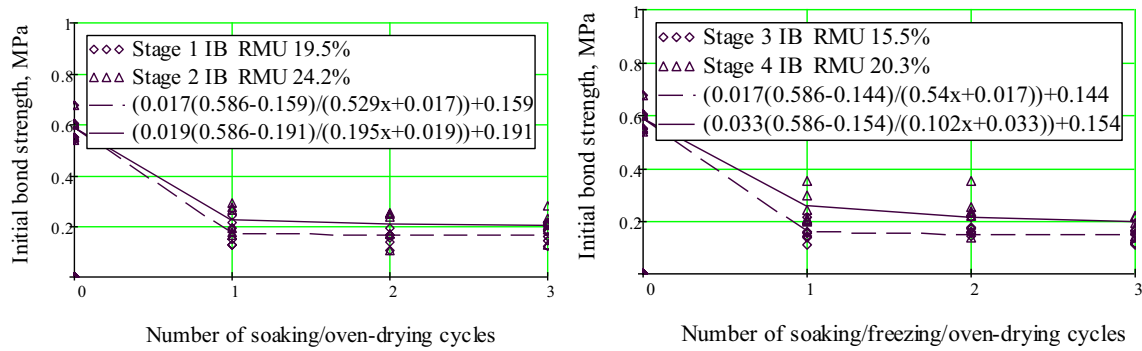 Initial bond strength, MPa
1
0.8
0.6
0.4
0.2
0
1
2
3
Stage 1 IB RMU 19.5%
Stage 2 IB RMU 24.2%
(0.017(0.586-0.159)/(0.529x+0.017))+0.159
(0.019(0.586-0.191)/(0.195x+0.019))+0.191
Number of soaking/oven-drying cycles
Initial bond strength, MPa
1
0.8
0.6
0.4
0.2
0
1
2
3
Stage 3 IB RMU 15.5%
Stage 4 IB RMU 20.3%
(0.017(0.586-0.144)/(0.54x+0.017))+0.144
(0.033(0.586-0.154)/(0.102x+0.033))+0.154
Number of soaking/freezing/oven-drying cycles